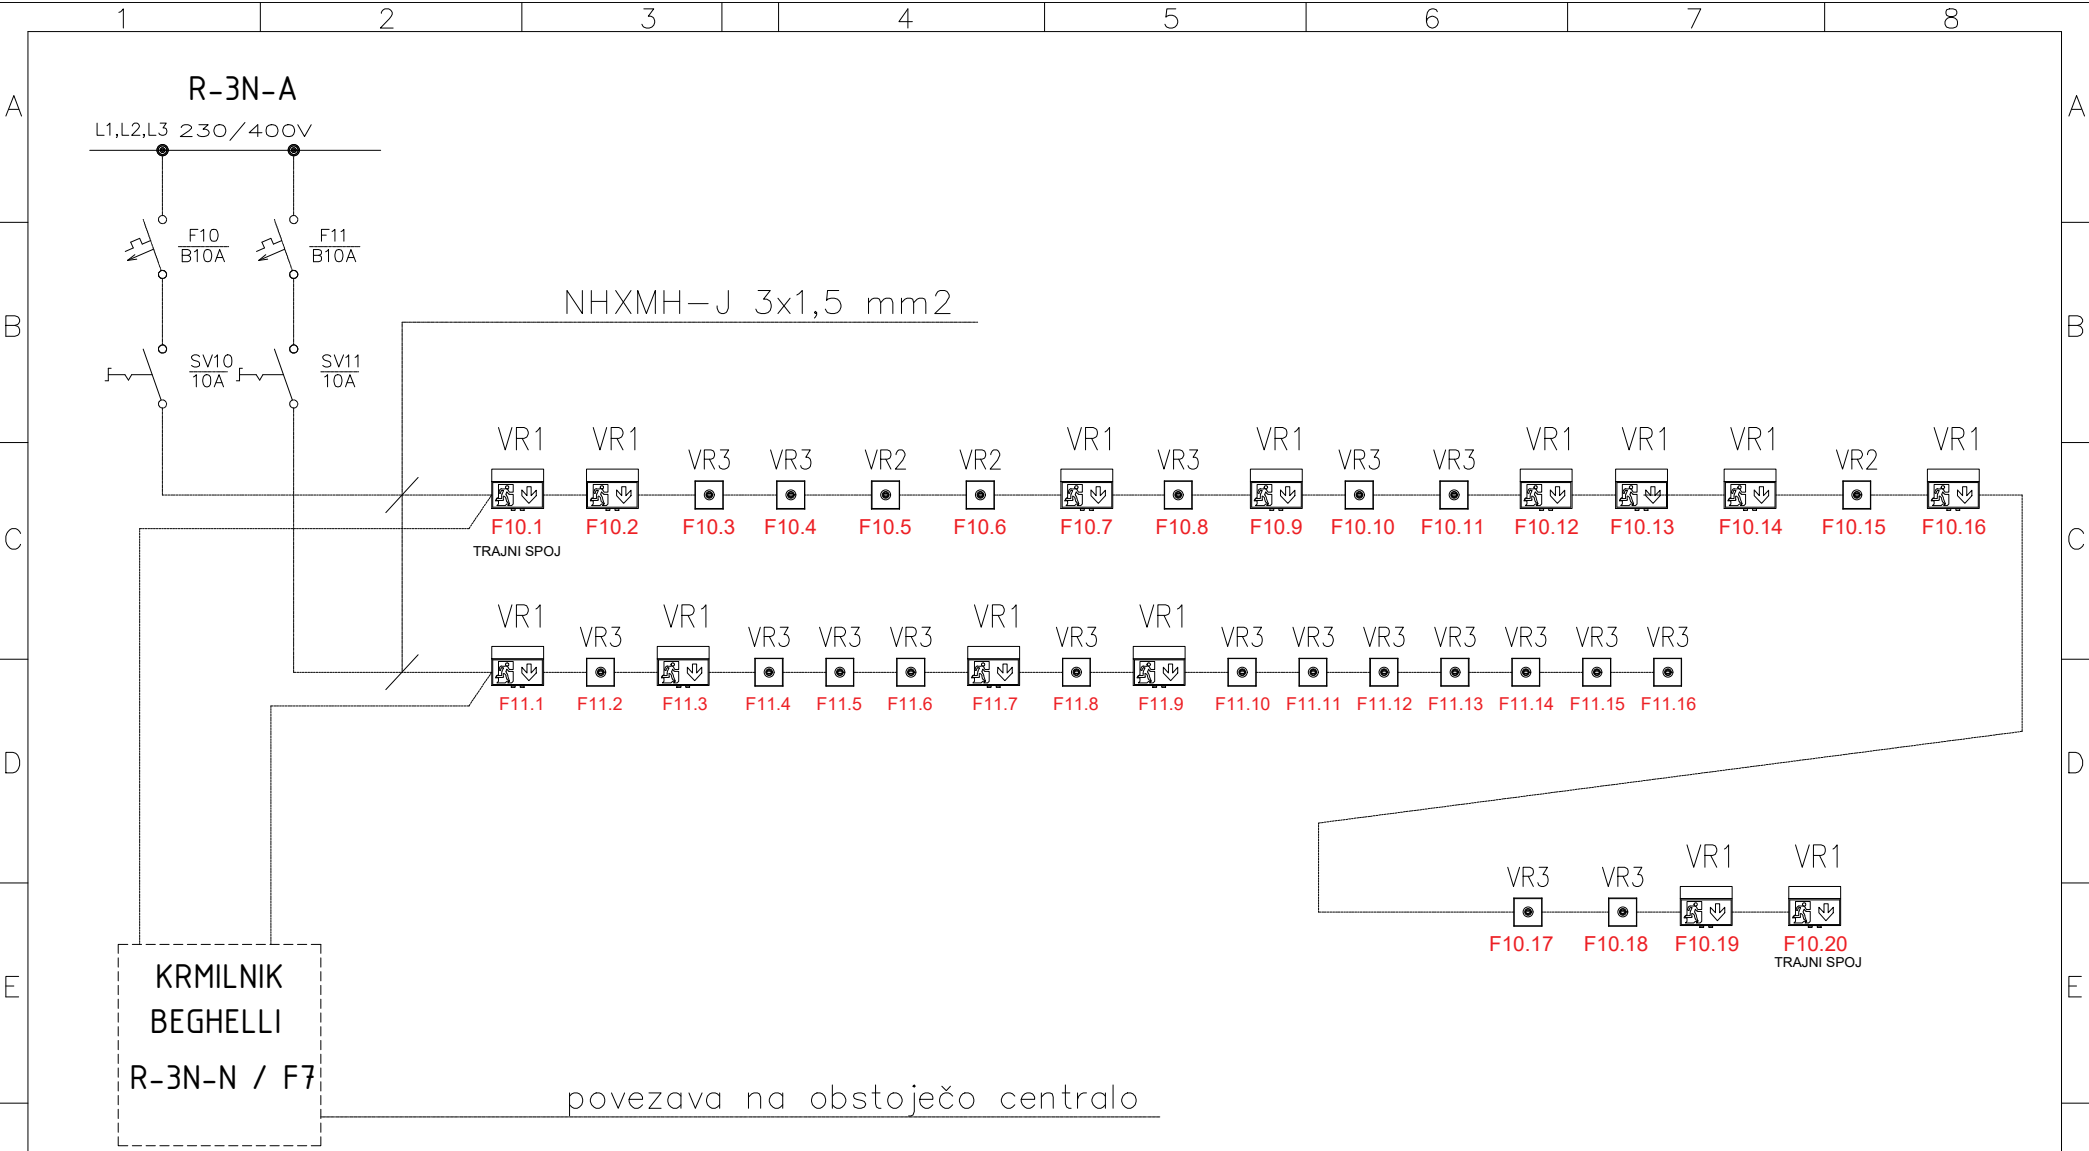 1 2 3 4 5 6 7 8
A A
R-3N-A
L1,L2,L3 230/400V
F10 F11
B10A B10A
NHXMH-J 3x1,5 mm2
B B
SV10 SV11
10A 10A
VR1 VR1 VR3 VR3 VR2 VR2 VR1 VR3 VR1 VR3 VR3 VR1 VR1 VR1 VR2 VR1
F10.1 F10.2 F10.3 F10.4 F10.5 F10.6 F10.7 F10.8 F10.9 F10.10 F10.11 F10.12 F10.13 F10.14 F10.15 F10.16
C C
TRAJNI SPOJ
VR1 VR3 VR1 VR3 VR3 VR3 VR1 VR3 VR1 VR3 VR3 VR3 VR3 VR3 VR3 VR3
F11.1 F11.2 F11.3 F11.4 F11.5 F11.6 F11.7 F11.8 F11.9 F11.10 F11.11 F11.12 F11.13 F11.14 F11.15 F11.16
D D
VR3 VR3 VR1 VR1
F10.17 F10.18 F10.19 F10.20
TRAJNI SPOJ
E E
KRMILNIK
BEGHELLI
R-3N-N / F7
povezava na obstoječo centralo